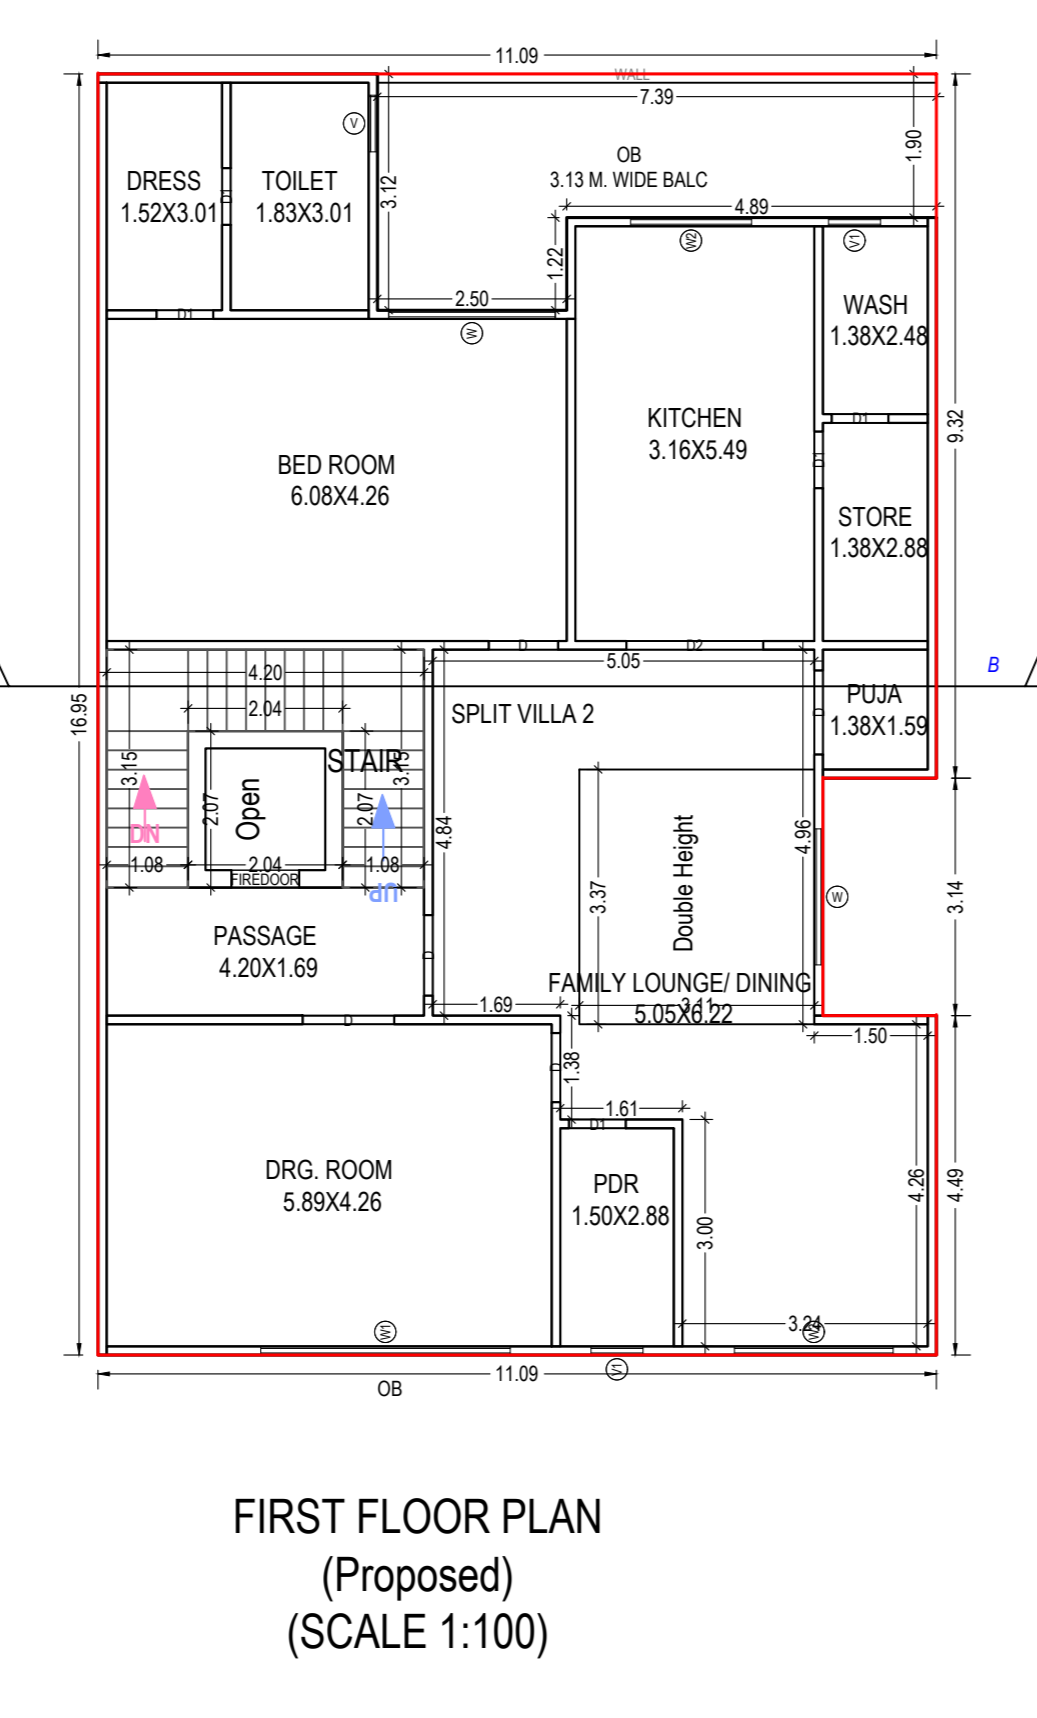 11.09
WALL
7.39
V
OB
3.13 M. WIDE BALC
1.90
DRESS
1.52X3.01
D1
TOILET
1.83X3.01
3.12
4.89
1.22
W2
V1
2.50
D1
W
WASH
1.38X2.48
D1
KITCHEN
3.16X5.49
9.32
BED ROOM
6.08X4.26
D1
STORE
1.38X2.88
D
D2
4.20
5.05
B
2.04
SPLIT VILLA 2
PUJA
1.38X1.59
D
16.95
STAIR
3.15
3.15
Open
2.07
2.07
DN
UP
4.84
4.96
Double Height
3.37
W
3.14
1.08
2.04
1.08
FIREDOOR
PASSAGE
4.20X1.69
D
FAMILY LOUNGE/ DINING
5.05X6.22
3.11
1.69
D
1.50
D
1.38
1.61
D1
DRG. ROOM
5.89X4.26
PDR
1.50X2.88
4.26
4.49
3.00
W1
3.24
V1
11.09
OB
FIRST FLOOR PLAN
(Proposed)
(SCALE 1:100)